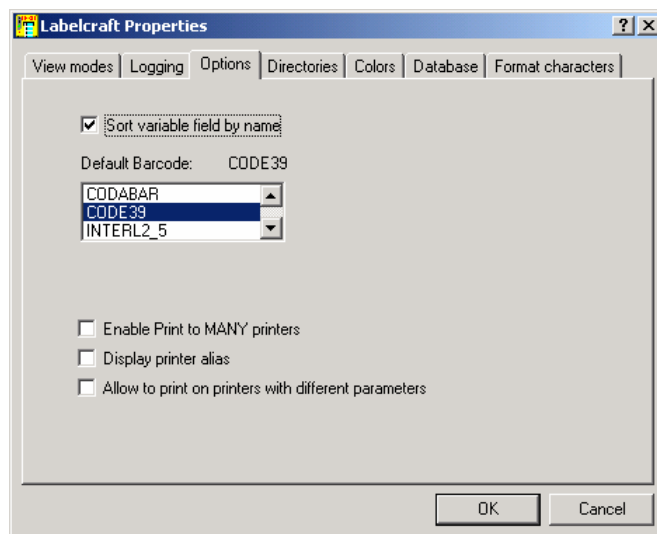 Labelcraft Properties
View modes Logging Options Directories Colors Database Format characters
Sort variable field by name
Default Barcode: CODE39
CODABAR
CODE39
INTERL2_5
Enable Print to MANY printers
Display printer alias
Allow to print on printers with different parameters
OK Cancel